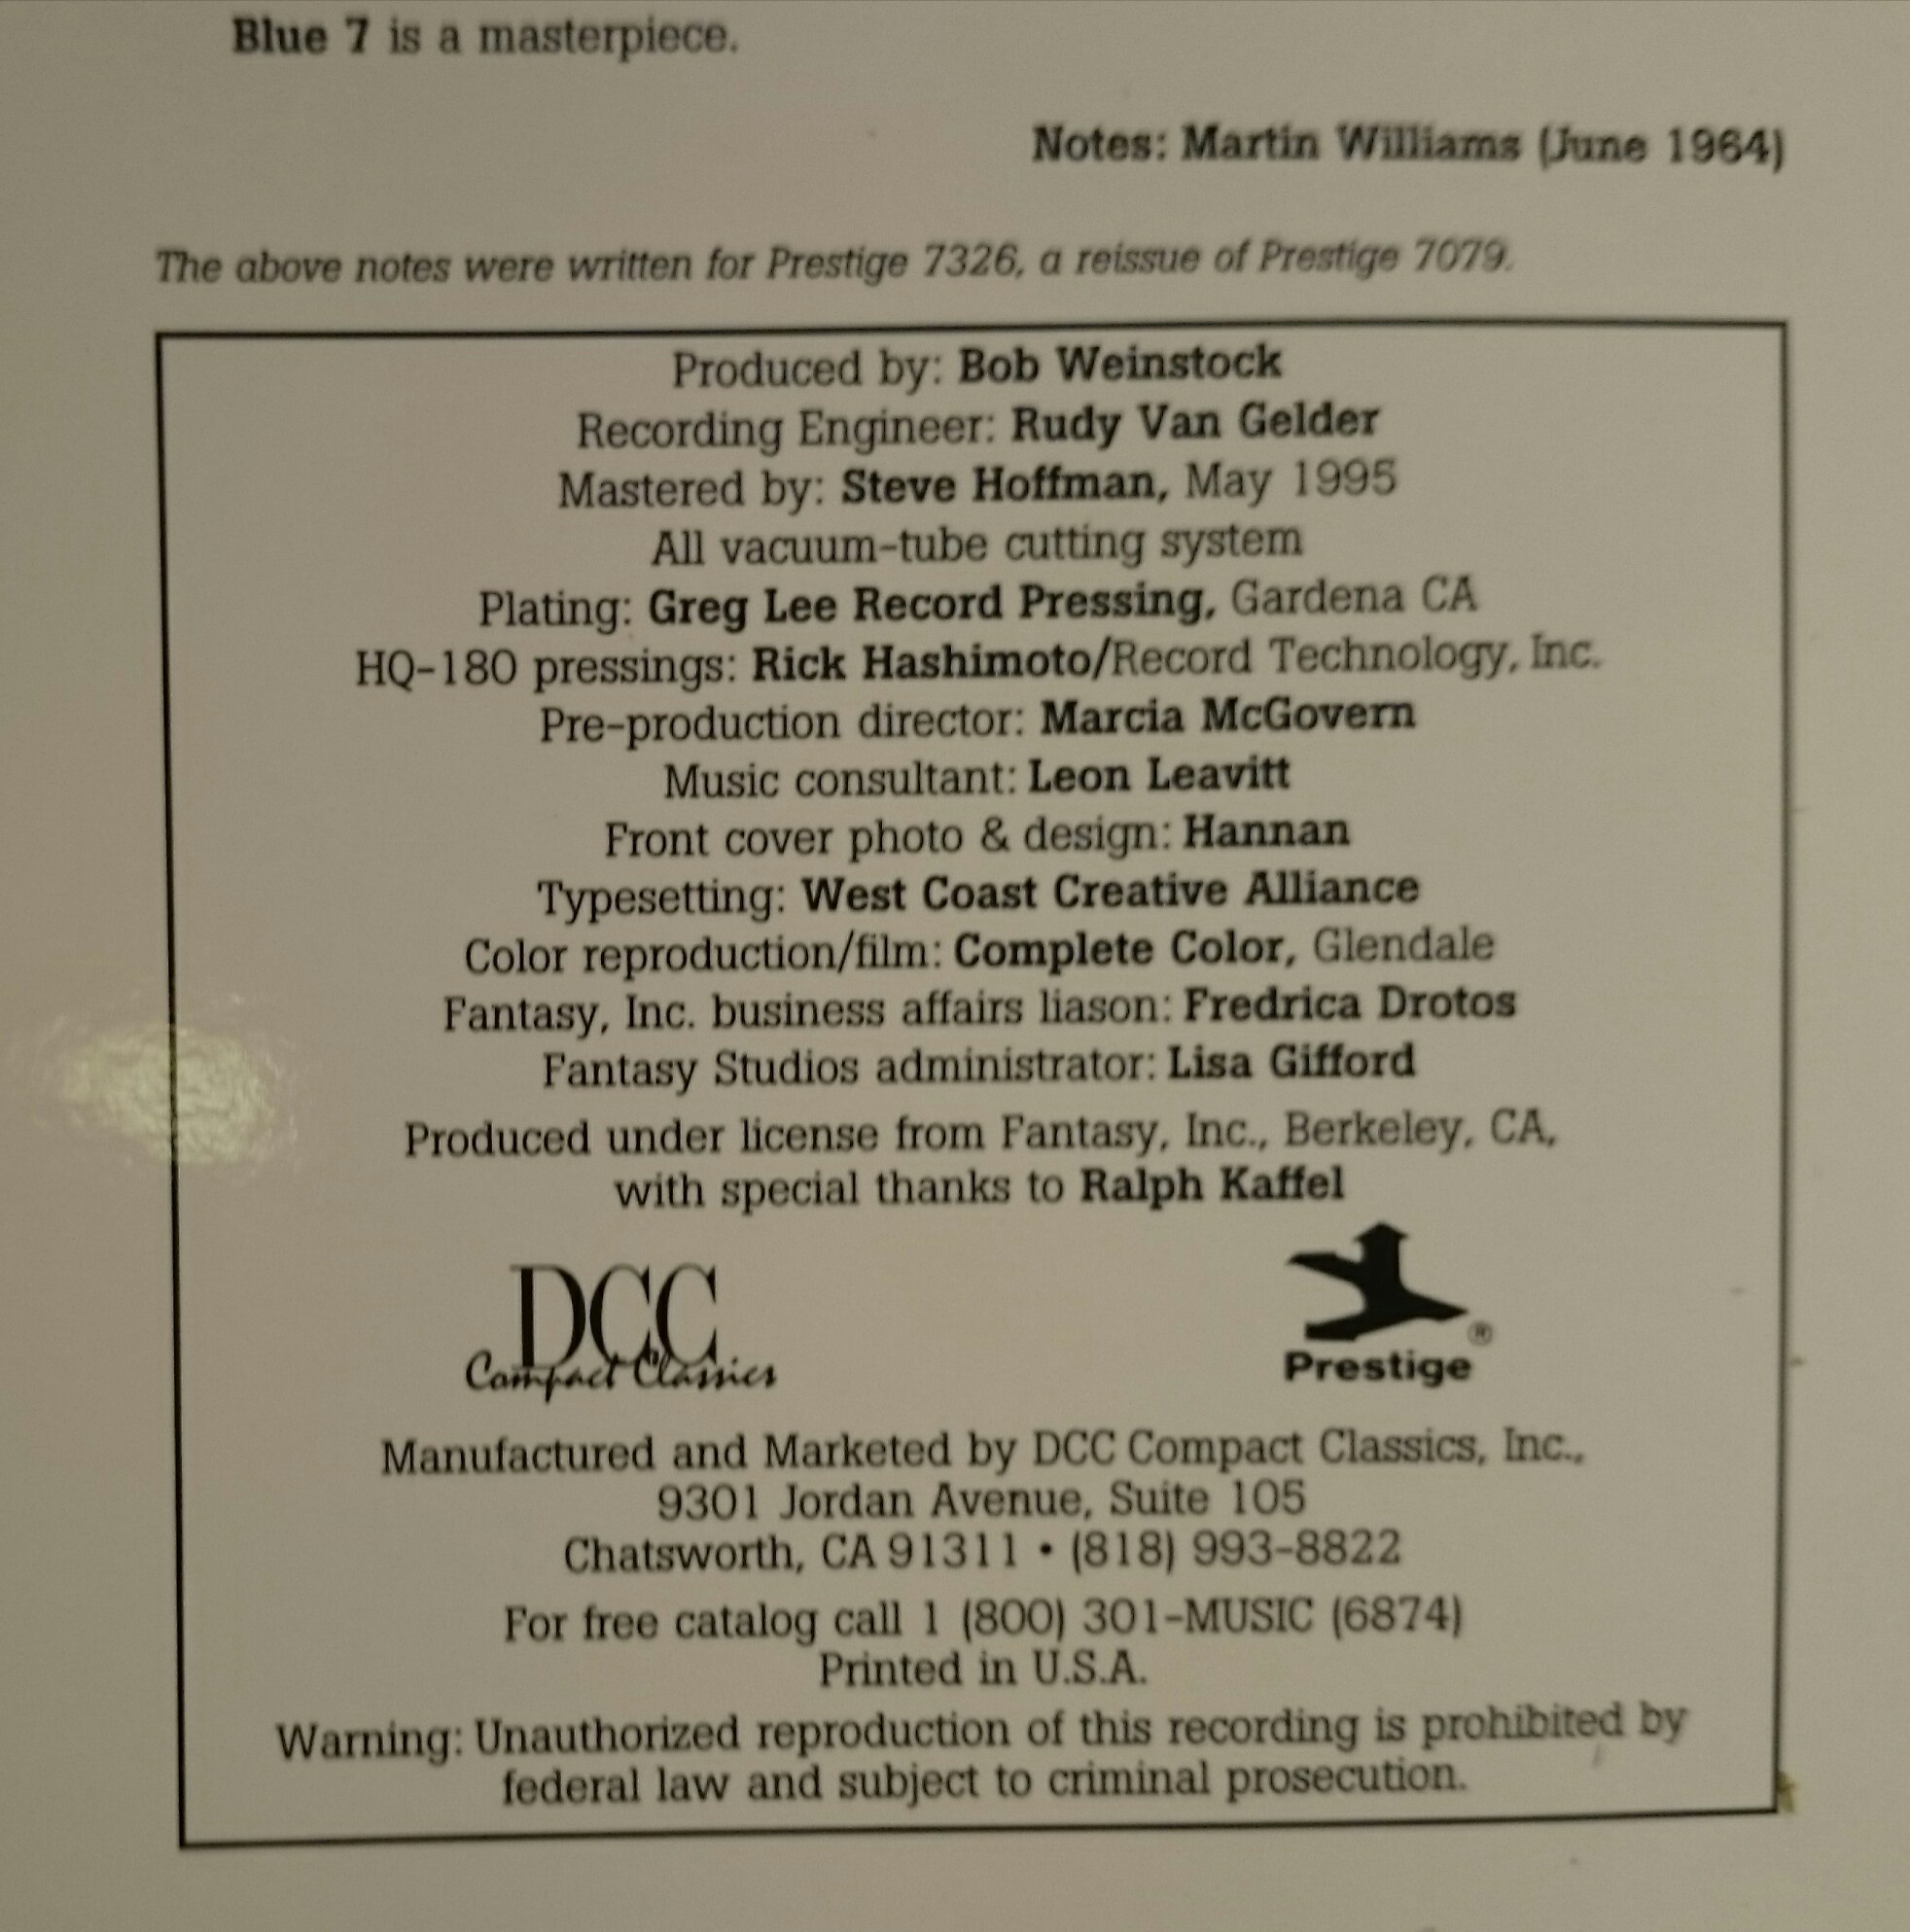 Blue 7 is a masterpiece.
Notes: Martin Williams (June 1964)
The above notes were written for Prestige 7326, a reissue of Prestige 7079.
Produced by: Bob Weinstock
Recording Engineer: Rudy Van Gelder
Mastered by: Steve Hoffman, May 1995
All vacuum-tube cutting system
Plating: Greg Lee Record Pressing, Gardena CA
HQ-180 pressings: Rick Hashimoto/Record Technology, Inc.
Pre-production director: Marcia McGovern
Music consultant: Leon Leavitt
Front cover photo & design: Hannan
Typesetting: West Coast Creative Alliance
Color reproduction/film: Complete Color, Glendale
Fantasy, Inc. business affairs liason: Fredrica Drotos
Fantasy Studios administrator: Lisa Gifford
Produced under license from Fantasy, Inc., Berkeley, CA,
with special thanks to Ralph Kaffel
DCC
Compact Classics
®
Prestige
Manufactured and Marketed by DCC Compact Classics, Inc.,
9301 Jordan Avenue, Suite 105
Chatsworth, CA 91311 • (818) 993-8822
For free catalog call 1 (800) 301-MUSIC (6874)
Printed in U.S.A.
Warning: Unauthorized reproduction of this recording is prohibited by
federal law and subject to criminal prosecution.